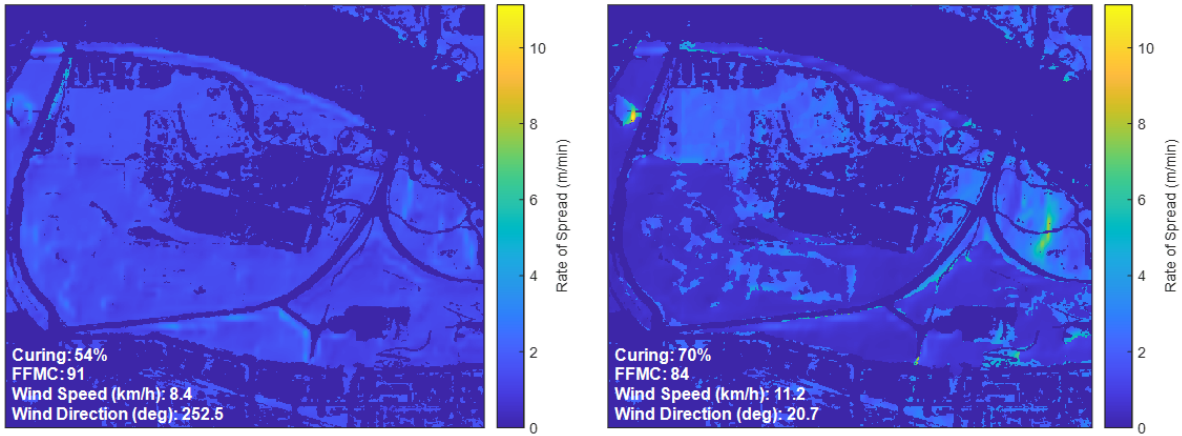 10
8
6
4
2
0
Rate of Spread (m/min)
Curing: 54%
FFMC: 91
Wind Speed (km/h): 8.4
Wind Direction (deg): 252.5
10
8
6
4
2
0
Rate of Spread (m/min)
Curing: 70%
FFMC: 84
Wind Speed (km/h): 11.2
Wind Direction (deg): 20.7